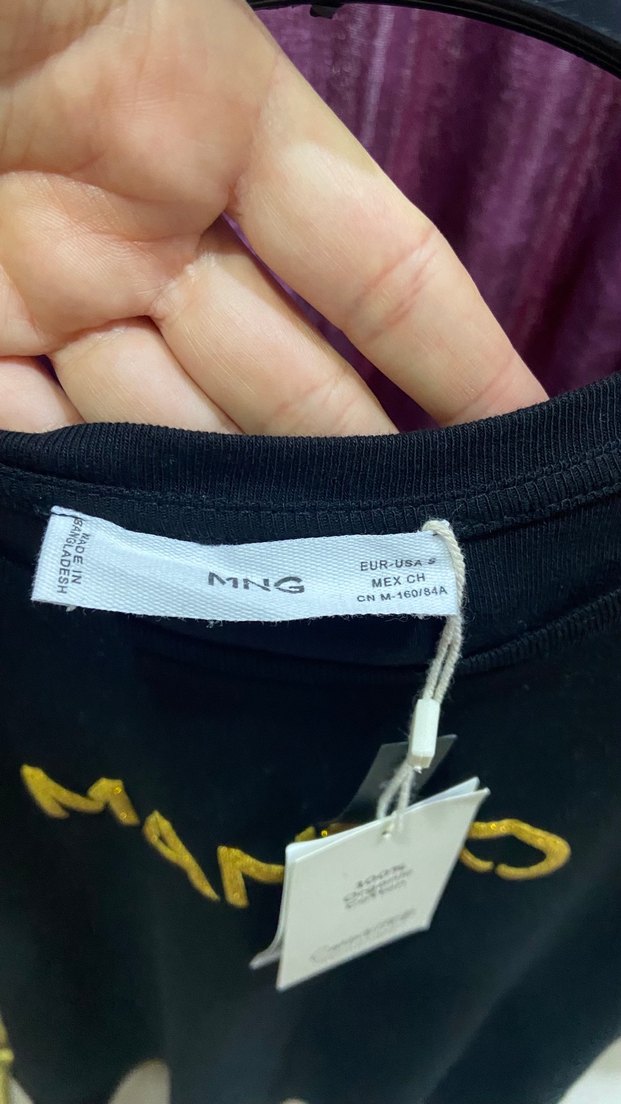 MADE IN
BANGLADESH
MNG
EUR-USA S
MEX CH
CN M-160/84A
100%
Organic
Cotton